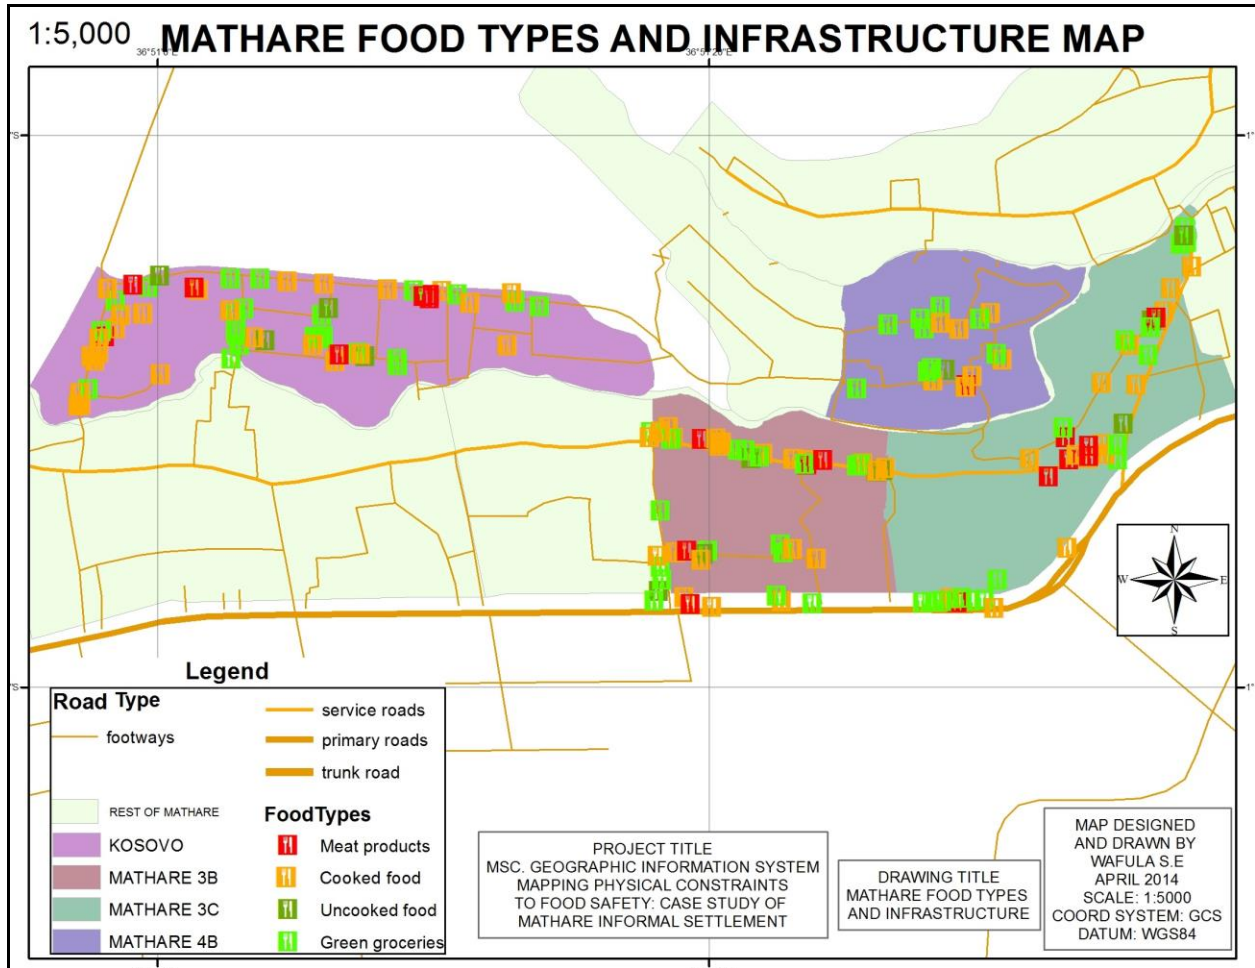 1:5,000
MATHARE FOOD TYPES AND INFRASTRUCTURE MAP
1°
1°
N
W
E
S
Legend
Road Type
footways
service roads
primary roads
trunk road
REST OF MATHARE
KOSOVO
MATHARE 3B
MATHARE 3C
MATHARE 4B
FoodTypes
Meat products
Cooked food
Uncooked food
Green groceries
PROJECT TITLE
MSC. GEOGRAPHIC INFORMATION SYSTEM
MAPPING PHYSICAL CONSTRAINTS
TO FOOD SAFETY: CASE STUDY OF
MATHARE INFORMAL SETTLEMENT
DRAWING TITLE
MATHARE FOOD TYPES
AND INFRASTRUCTURE
MAP DESIGNED
AND DRAWN BY
WAFULA S.E
APRIL 2014
SCALE: 1:5000
COORD SYSTEM: GCS
DATUM: WGS84